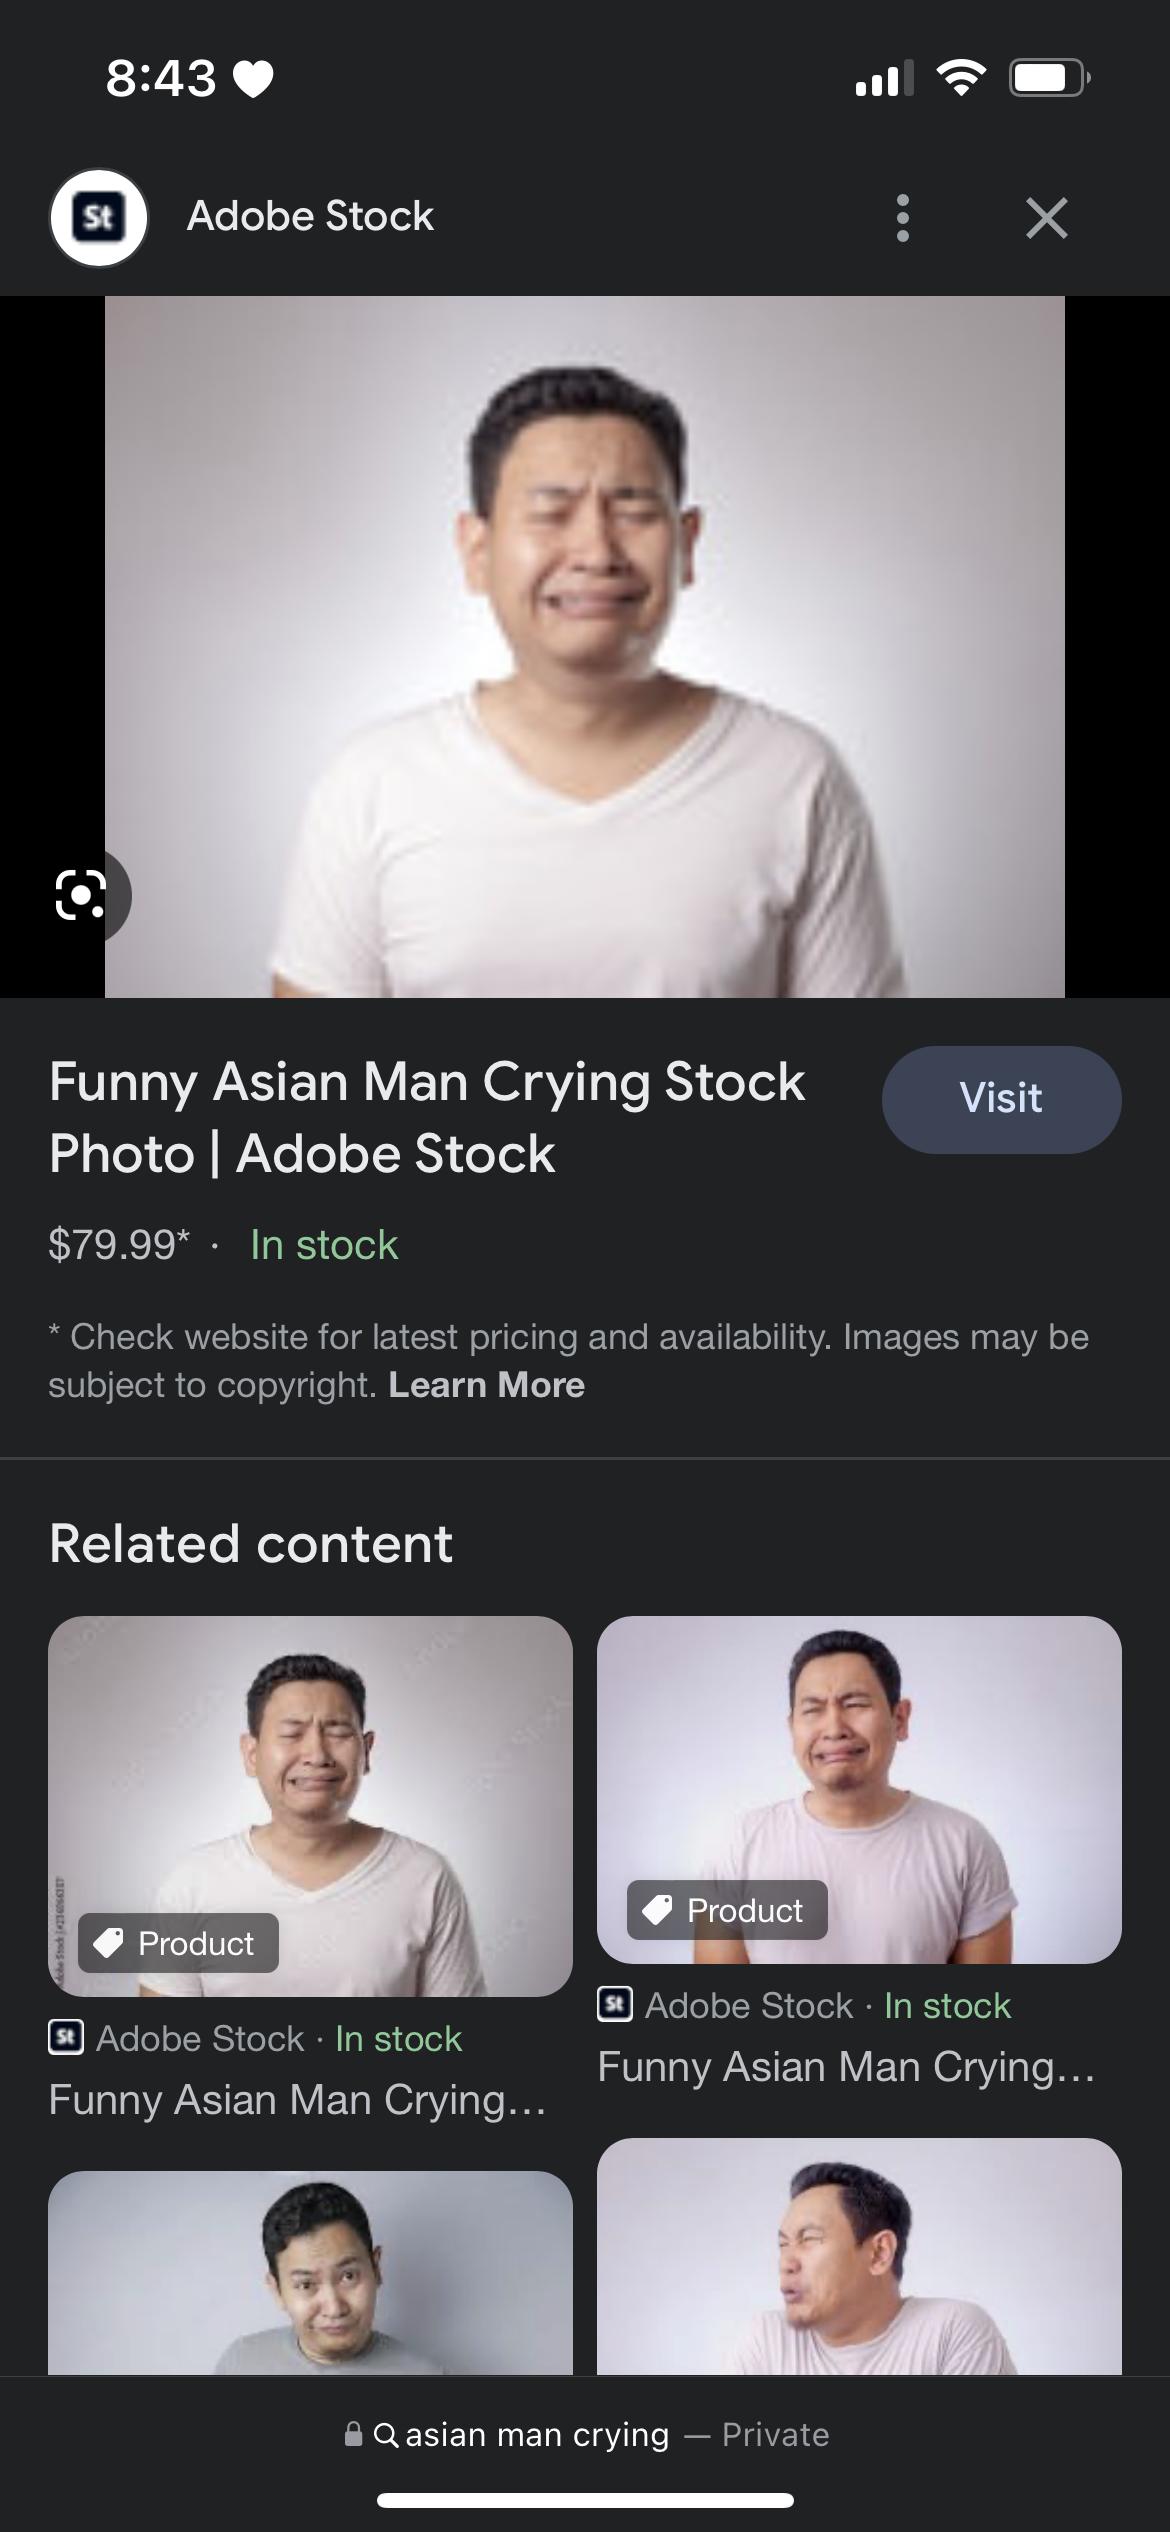 8:43
St
Adobe Stock
Funny Asian Man Crying Stock
Photo | Adobe Stock
Visit
$79.99* · In stock
* Check website for latest pricing and availability. Images may be
subject to copyright. Learn More
Related content
Product
St Adobe Stock · In stock
Funny Asian Man Crying...
Product
St Adobe Stock · In stock
Funny Asian Man Crying...
asian man crying — Private